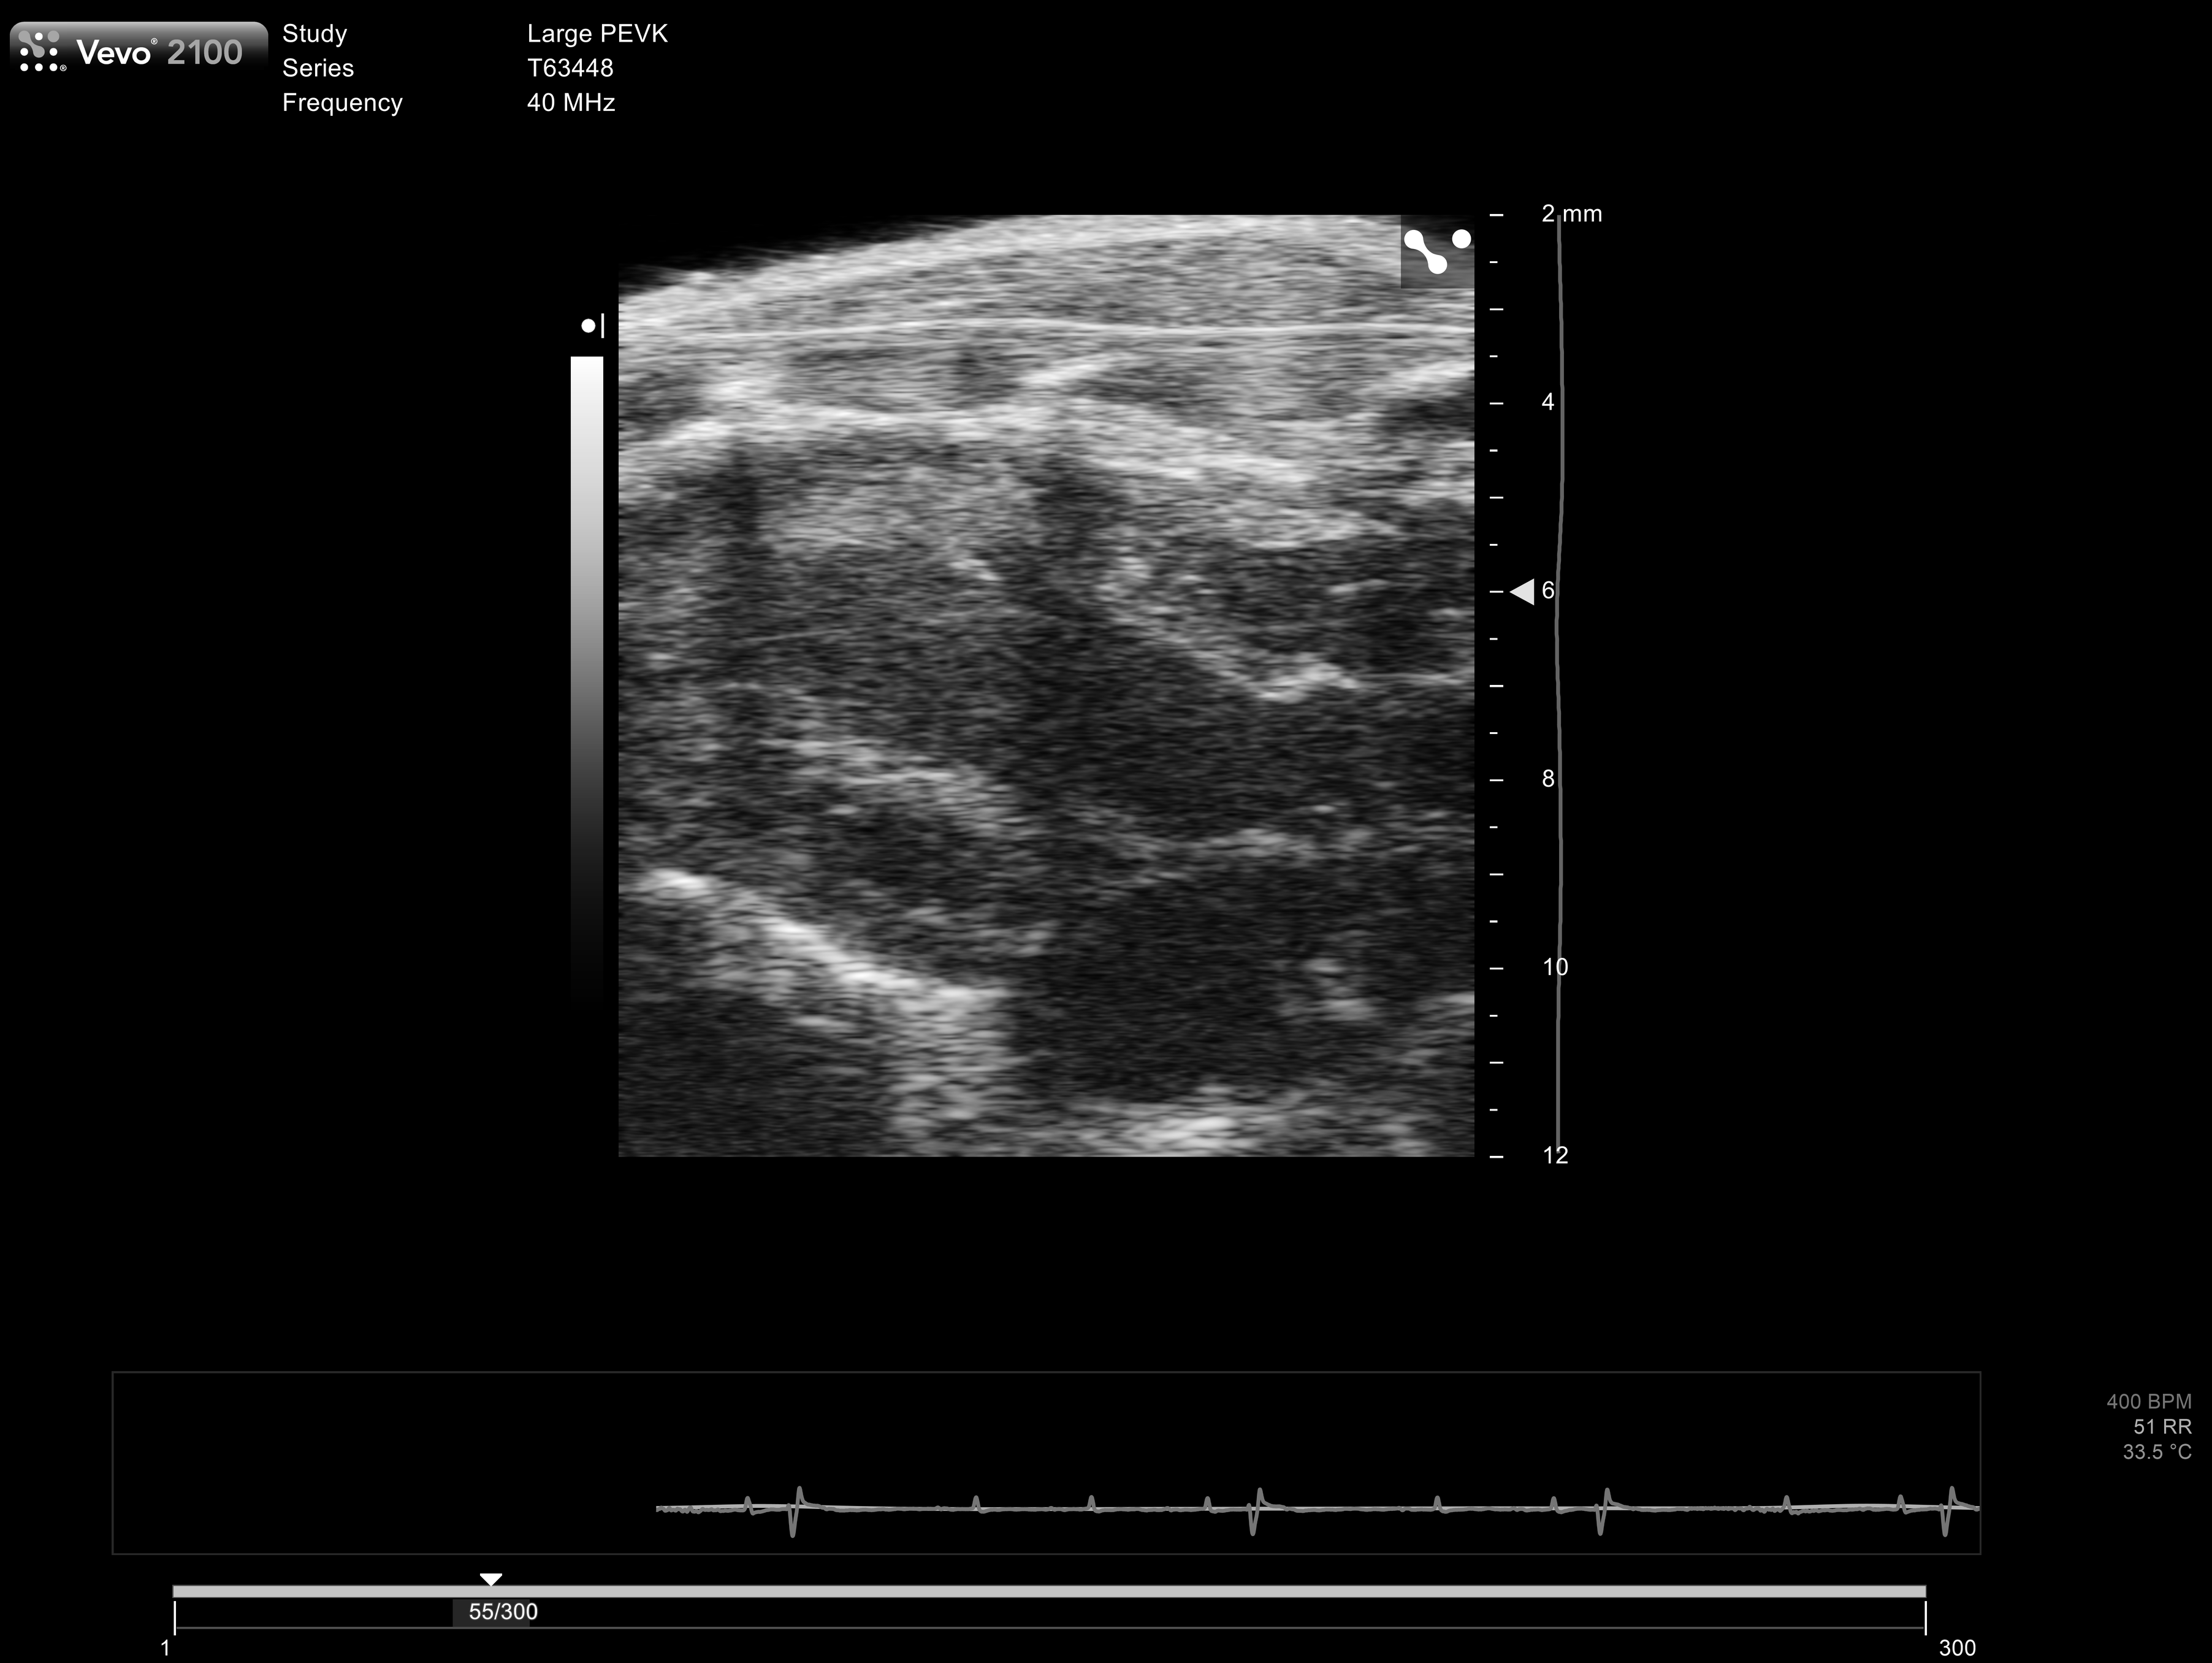 Vevo® 2100
Study Large PEVK
Series T63448
Frequency 40 MHz
2 mm
4
6
8
10
12
400 BPM
51 RR
33.5 °C
55/300
1
300